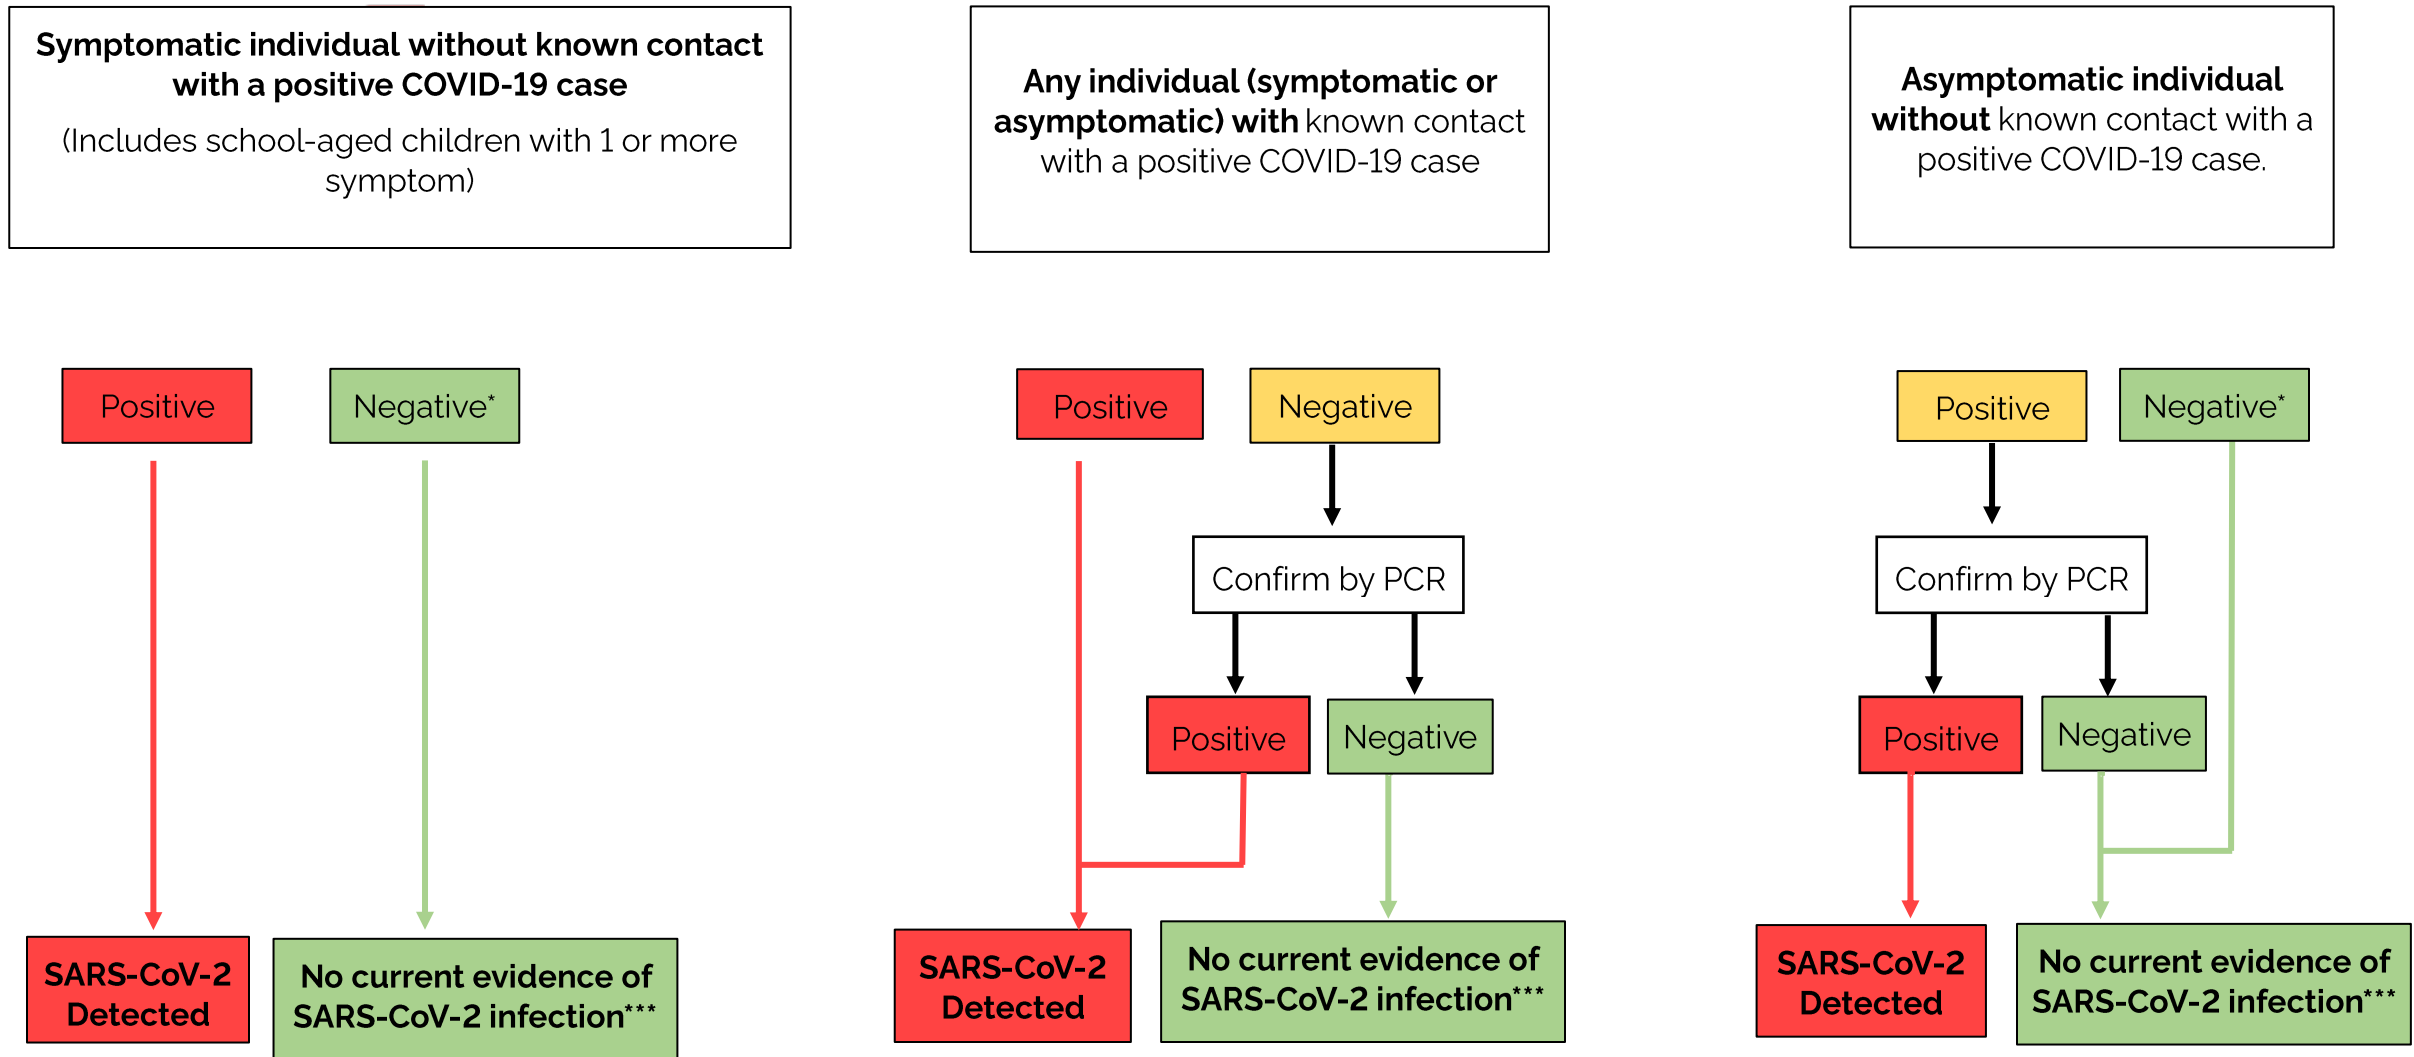 Symptomatic individual without known contact
with a positive COVID-19 case
(Includes school-aged children with 1 or more
symptom)
Any individual (symptomatic or
asymptomatic) with known contact
with a positive COVID-19 case
Asymptomatic individual
without known contact with a
positive COVID-19 case.
Positive
Negative*
Positive
Negative
Positive
Negative*
Confirm by PCR
Confirm by PCR
Positive
Negative
Positive
Negative
SARS-CoV-2
Detected
No current evidence of
SARS-CoV-2 infection***
SARS-CoV-2
Detected
No current evidence of
SARS-CoV-2 infection***
SARS-CoV-2
Detected
No current evidence of
SARS-CoV-2 infection***